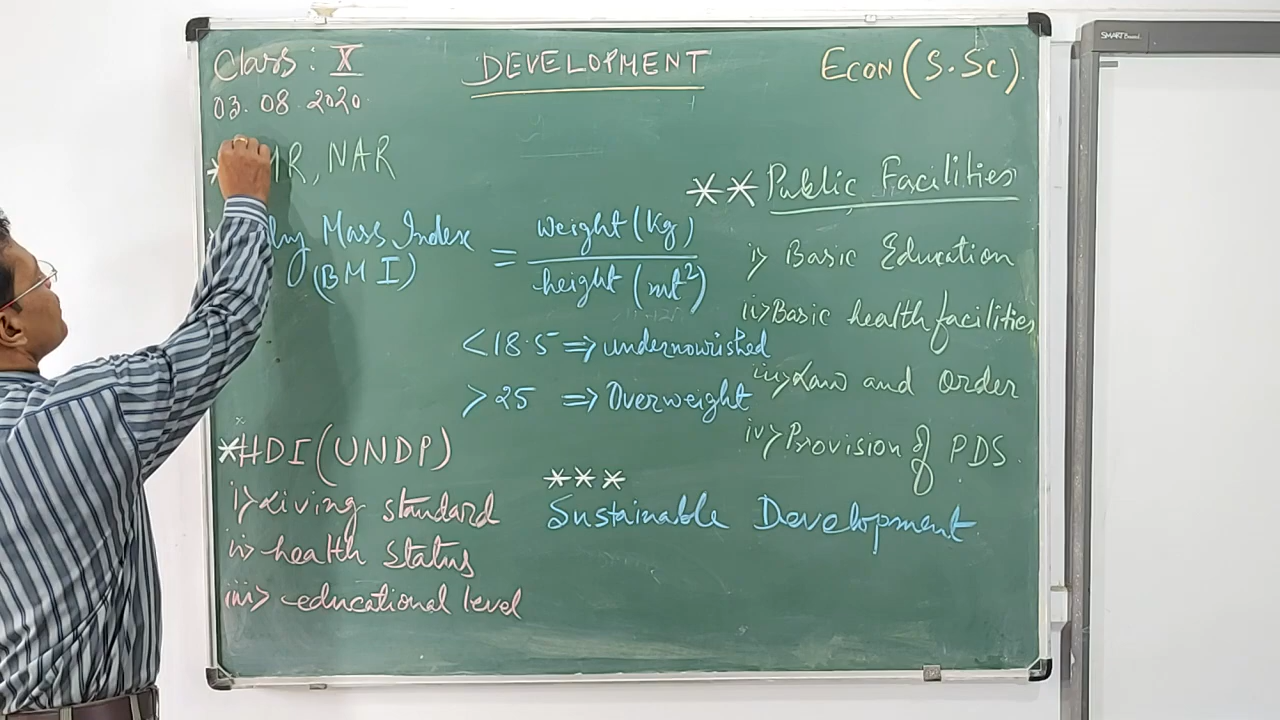 Class : X
03.08.2020
DEVELOPMENT
ECON (S.Sc)
* MR, NAR
Mass Index = weight (Kg) / height (mt²)
(BMI)
< 18.5 => undernourished
> 25 => Overweight
*HDI (UNDP)
i> Living standard
ii> health status
iii> educational level
** Public Facilities
i> Basic Education
ii> Basic health facilities
iii> Law and Order
iv> Provision of PDS.
***
Sustainable Development
SMART Board